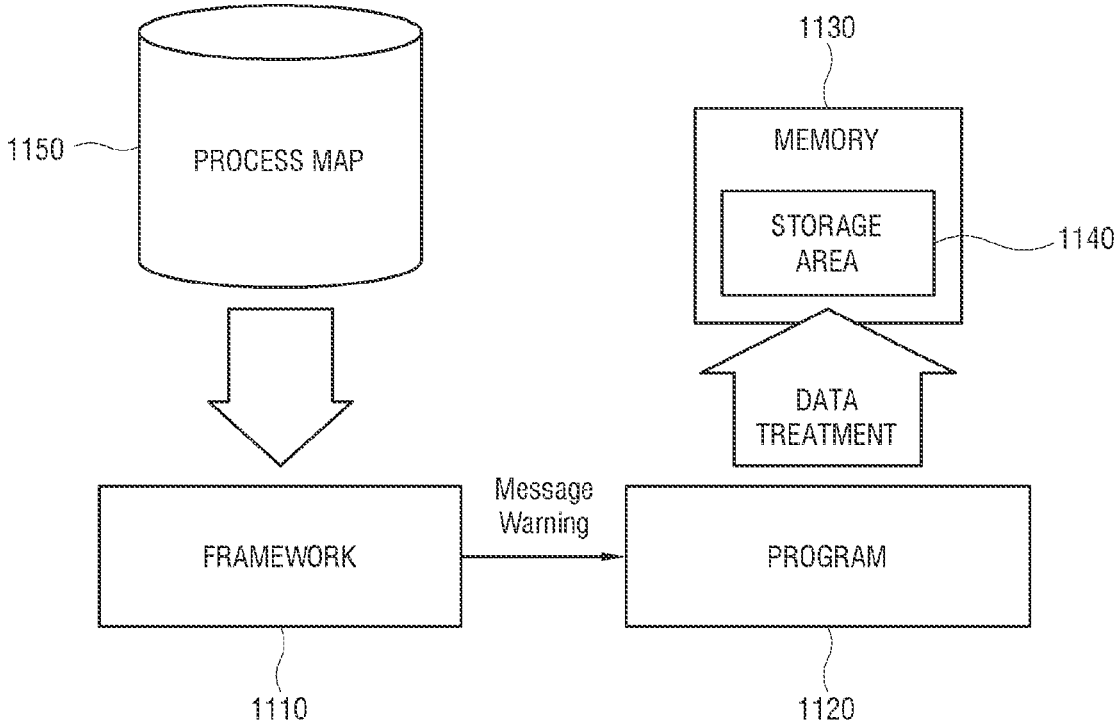 1130
1150
PROCESS MAP
MEMORY
STORAGE
AREA
1140
DATA
TREATMENT
Message
Warning
FRAMEWORK
PROGRAM
1110
1120